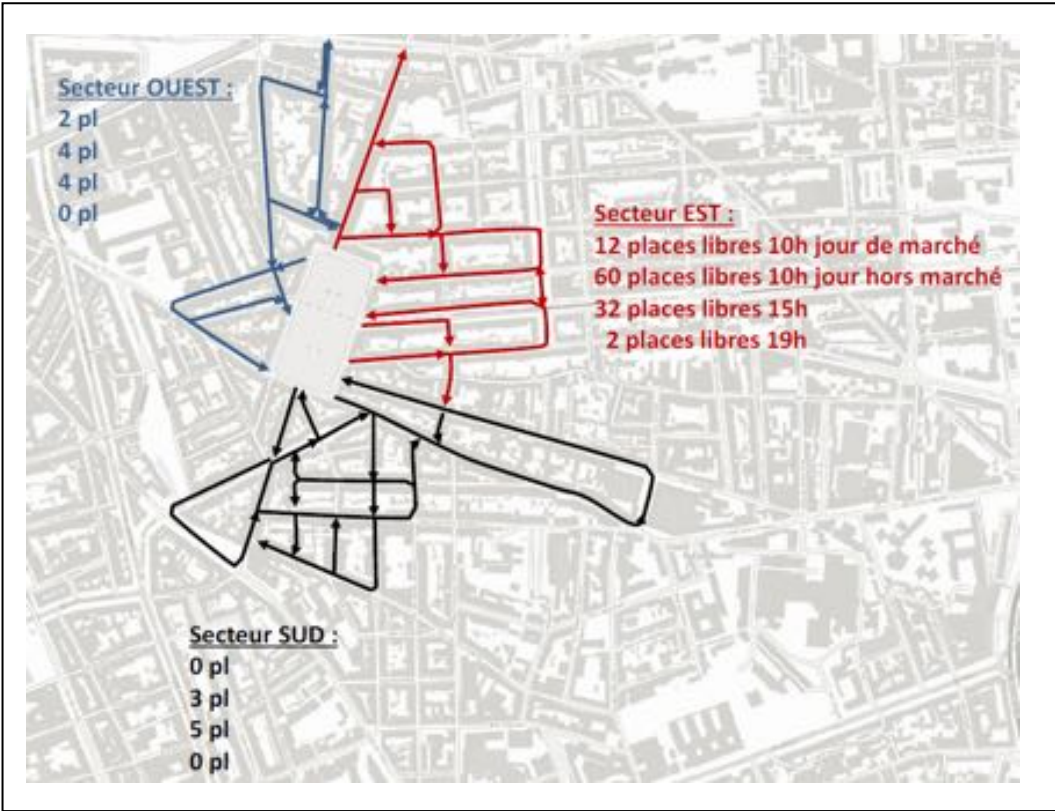 Secteur OUEST :
2 pl
4 pl
4 pl
0 pl
Secteur EST :
12 places libres 10h jour de marché
60 places libres 10h jour hors marché
32 places libres 15h
2 places libres 19h
Secteur SUD :
0 pl
3 pl
5 pl
0 pl